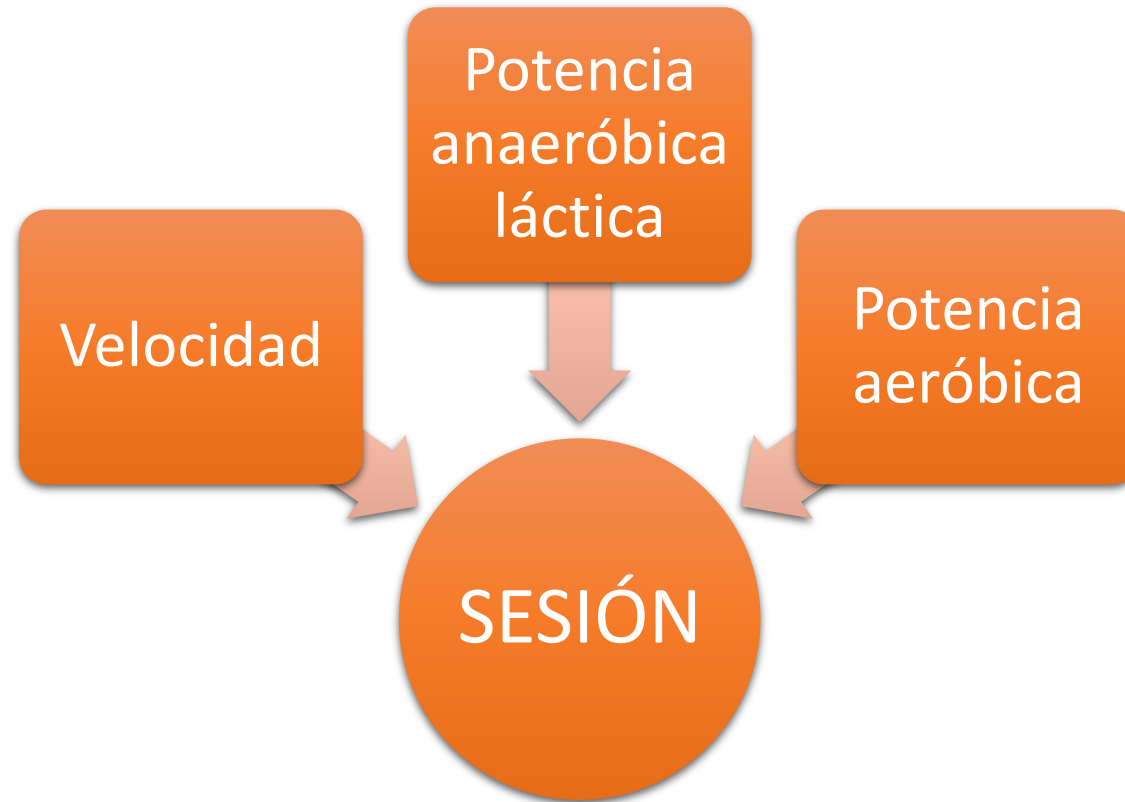 Potencia
anaeróbica
láctica
Velocidad
Potencia
aeróbica
SESIÓN